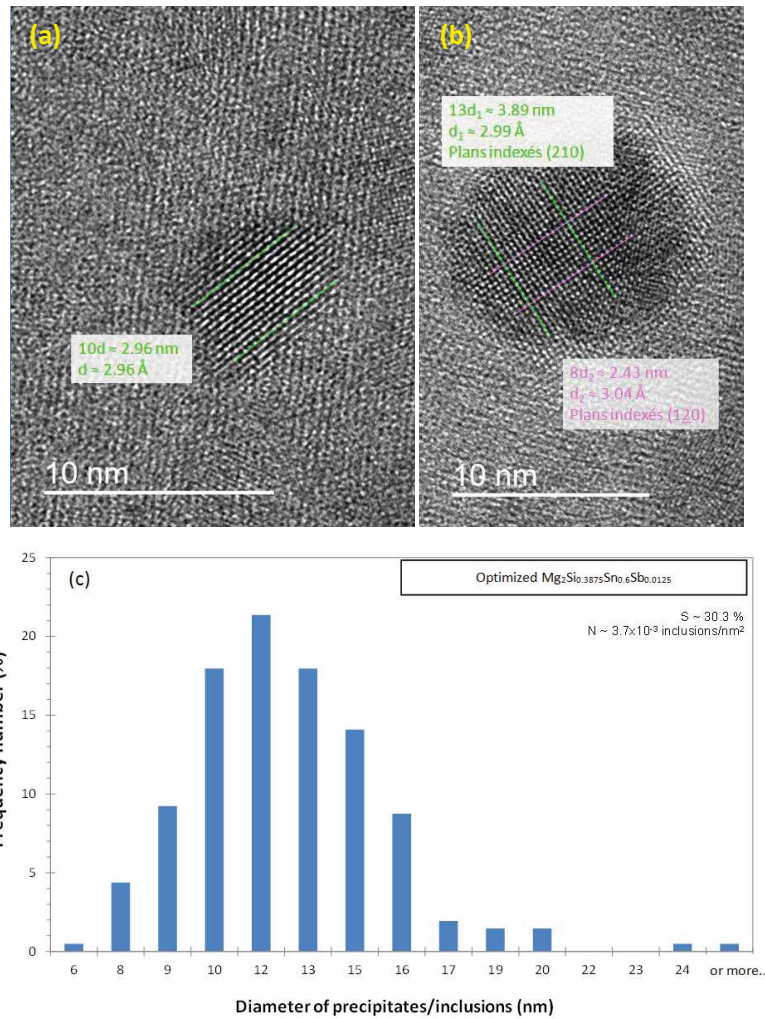 (a)
10d ≈ 2.96 nm
d ≈ 2.96 Å
10 nm
(b)
13d₁ ≈ 3.89 nm
d₁ ≈ 2.99 Å
Plans indexés (210)
8d₂ ≈ 2.43 nm
d₂ ≈ 3.04 Å
Plans indexés (120)
10 nm
(c)
Optimized Mg₂Si₀.₃₈₇₅Sn₀.₆Sb₀.₀₁₂₅
S ~ 30.3 %
N ~ 3.7x10⁻³ inclusions/nm²
25
20
15
10
5
0
6 8 9 10 12 13 15 16 17 19 20 22 23 24 or more..
Diameter of precipitates/inclusions (nm)